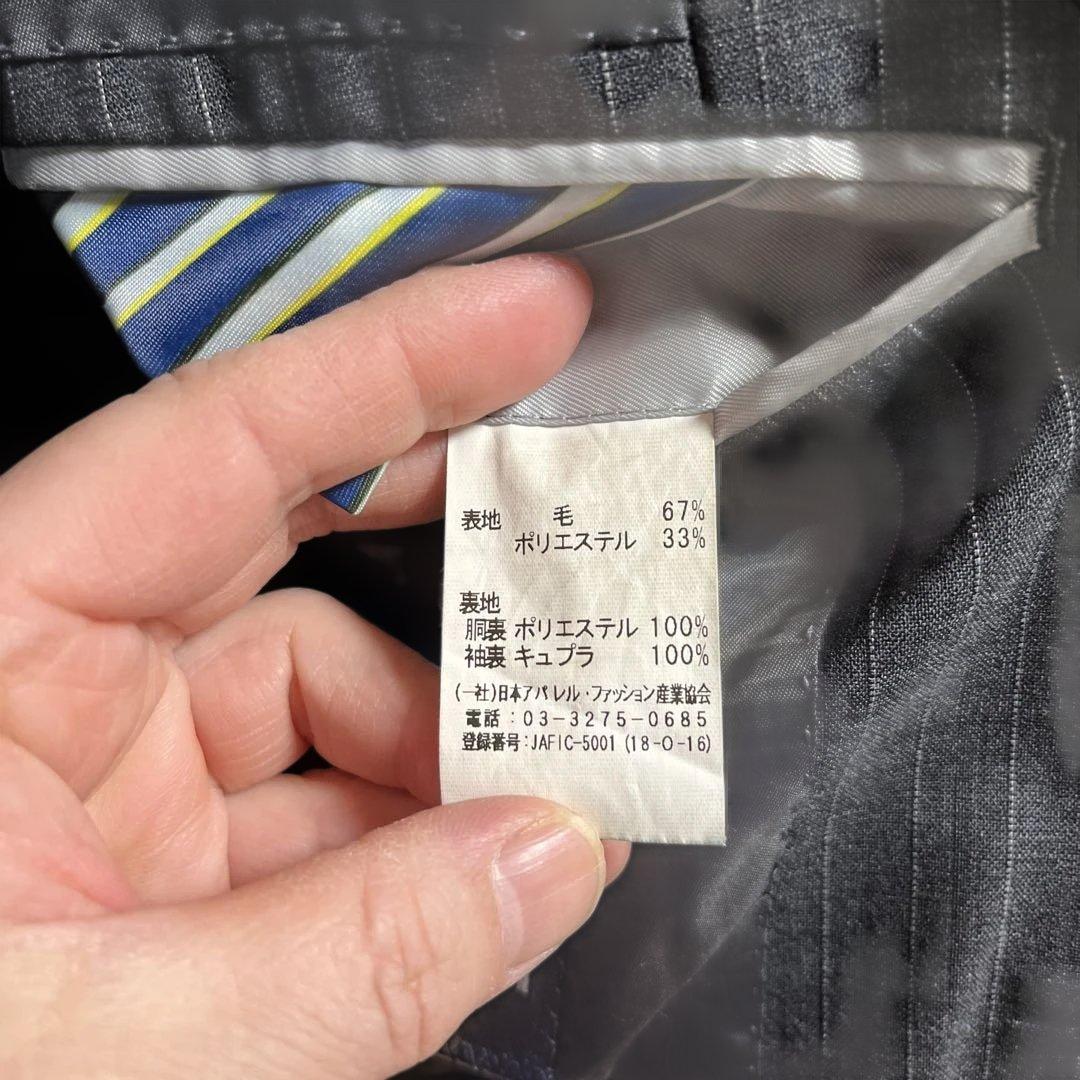 表地 毛 67%
ポリエステル 33%
裏地
胴裏 ポリエステル 100%
袖裏 キュプラ 100%
(一社)日本アパレル・ファッション産業協会
電話:03-3275-0685
登録番号:JAFIC-5001 (18-0-16)